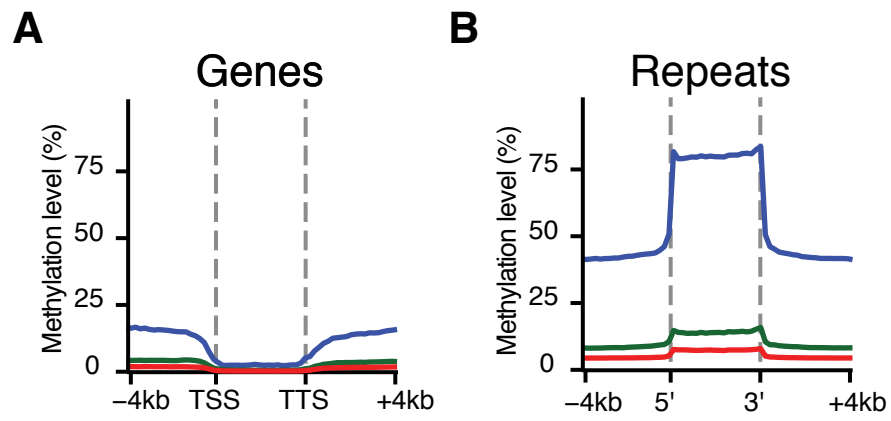 A
Genes
Methylation level (%)
75
50
25
0
−4kb TSS TTS +4kb
B
Repeats
Methylation level (%)
75
50
25
0
−4kb 5' 3' +4kb